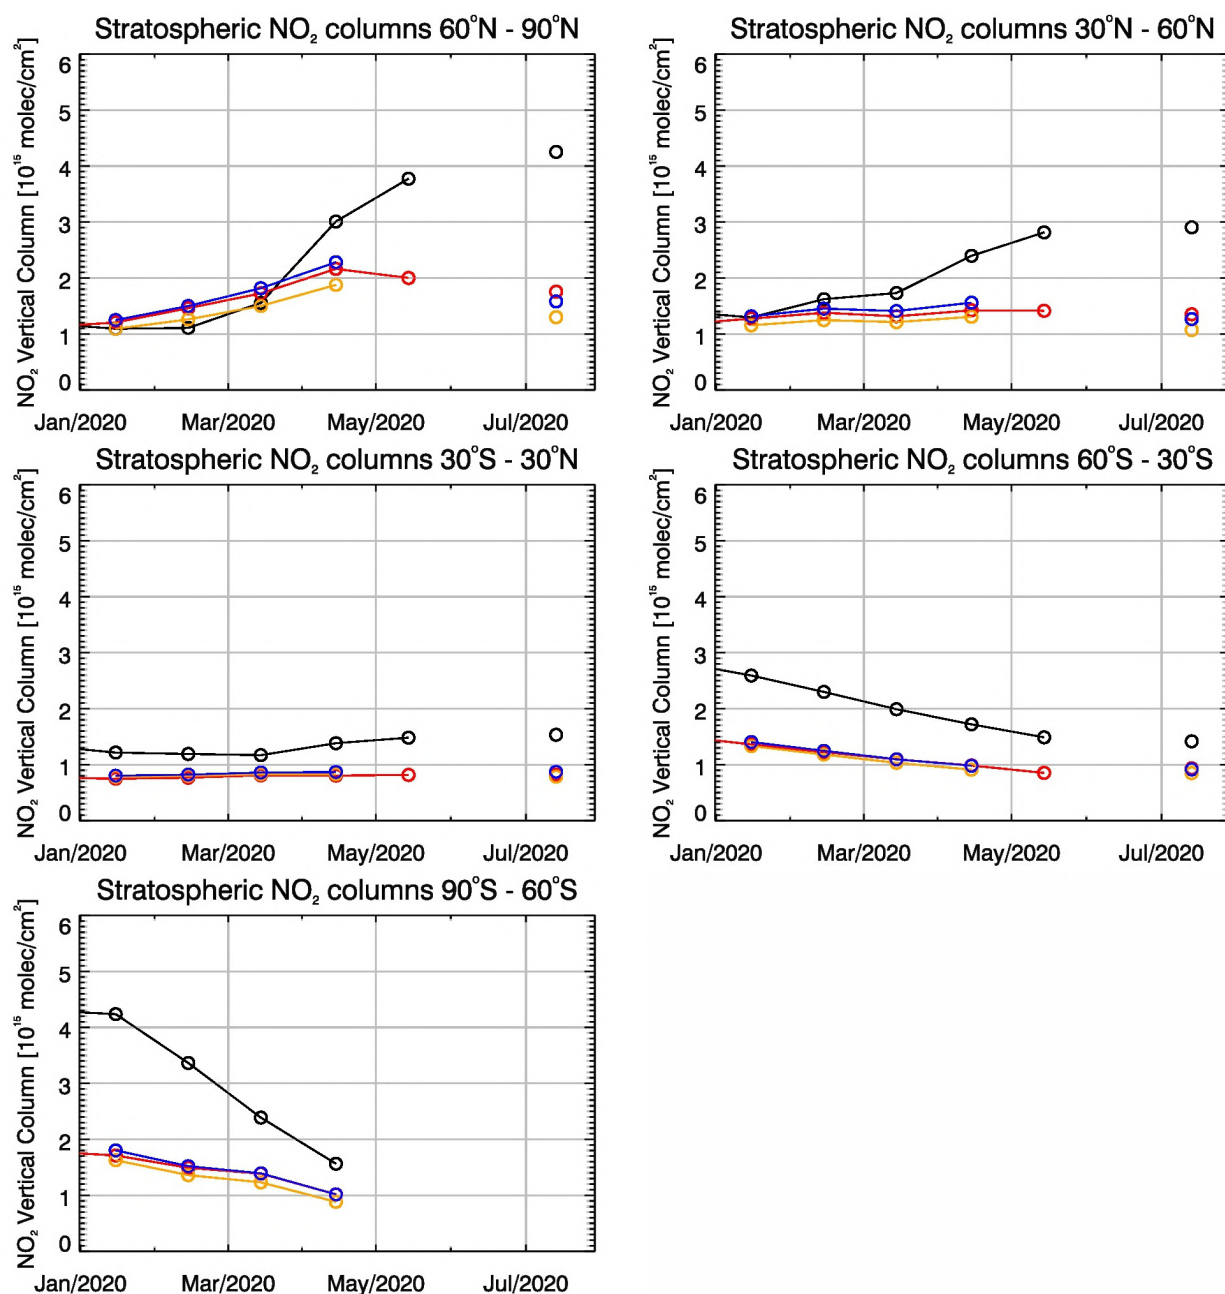 Stratospheric NO₂ columns 60°N - 90°N
NO₂ Vertical Column [10¹⁵ molec/cm²]
6
5
4
3
2
1
0
Jan/2020 Mar/2020 May/2020 Jul/2020
Stratospheric NO₂ columns 30°N - 60°N
NO₂ Vertical Column [10¹⁵ molec/cm²]
6
5
4
3
2
1
0
Jan/2020 Mar/2020 May/2020 Jul/2020
Stratospheric NO₂ columns 30°S - 30°N
NO₂ Vertical Column [10¹⁵ molec/cm²]
6
5
4
3
2
1
0
Jan/2020 Mar/2020 May/2020 Jul/2020
Stratospheric NO₂ columns 60°S - 30°S
NO₂ Vertical Column [10¹⁵ molec/cm²]
6
5
4
3
2
1
0
Jan/2020 Mar/2020 May/2020 Jul/2020
Stratospheric NO₂ columns 90°S - 60°S
NO₂ Vertical Column [10¹⁵ molec/cm²]
6
5
4
3
2
1
0
Jan/2020 Mar/2020 May/2020 Jul/2020